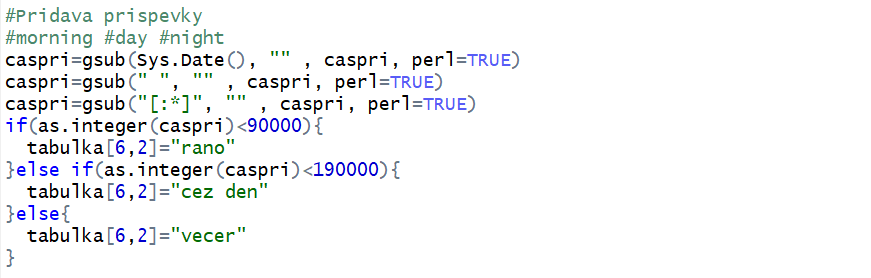 #Pridava prispevky
#morning #day #night
caspri=gsub(Sys.Date(), "" , caspri, perl=TRUE)
caspri=gsub(" ", "" , caspri, perl=TRUE)
caspri=gsub("[:*]", "" , caspri, perl=TRUE)
if(as.integer(caspri)<90000){
  tabulka[6,2]="rano"
}else if(as.integer(caspri)<190000){
  tabulka[6,2]="cez den"
}else{
  tabulka[6,2]="vecer"
}